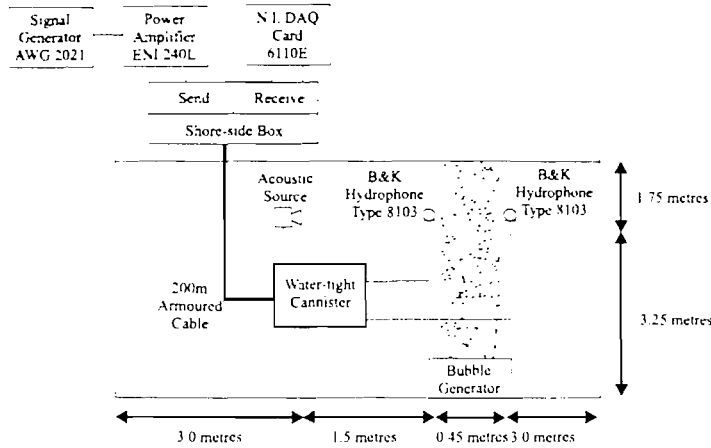 Signal
Generator
AWG 2021
Power
Amplifier
ENI 240L
N.I. DAQ
Card
6110E
Send
Receive
Shore-side Box
Acoustic
Source
B&K
Hydrophone
Type 8103
B&K
Hydrophone
Type 8103
1.75 metres
200m
Armoured
Cable
Water-tight
Cannister
3.25 metres
Bubble
Generator
3.0 metres
1.5 metres
0.45 metres
3.0 metres